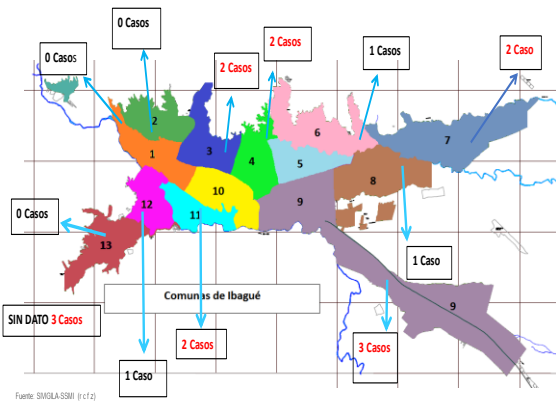 0 Casos
0 Casos
2 Casos
2 Casos
1 Casos
2 Caso
2
1
3
4
6
5
7
8
10
9
12
11
13
0 Casos
9
1 Caso
Comunas de Ibagué
SIN DATO 3 Casos
2 Casos
3 Casos
1 Caso
Fuente: SIVIGILA-SSMI (r c f z)